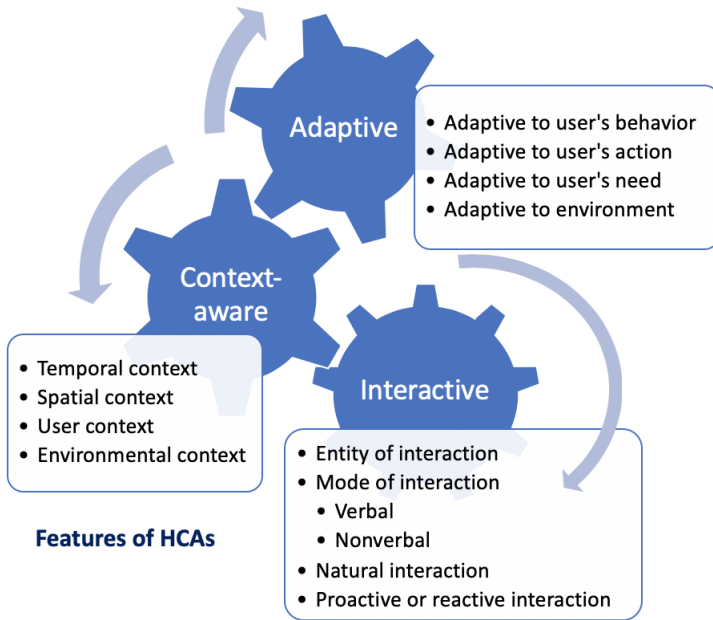 Adaptive
• Adaptive to user's behavior
• Adaptive to user's action
• Adaptive to user's need
• Adaptive to environment
Context-
aware
• Temporal context
• Spatial context
• User context
• Environmental context
Interactive
• Entity of interaction
• Mode of interaction
• Verbal
• Nonverbal
• Natural interaction
• Proactive or reactive interaction
Features of HCAs